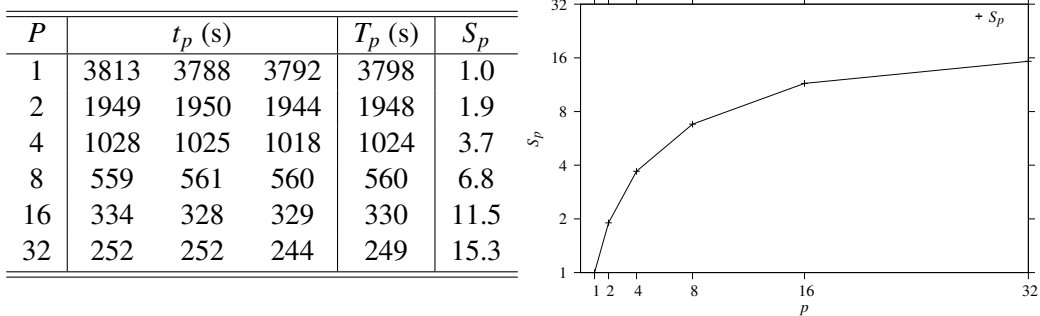 P t_p (s) T_p (s) S_p
1 3813 3788 3792 3798 1.0
2 1949 1950 1944 1948 1.9
4 1028 1025 1018 1024 3.7
8 559 561 560 560 6.8
16 334 328 329 330 11.5
32 252 252 244 249 15.3
S_p
32
16
8
4
2
1
S_p
1 2 4 8 16 32
p